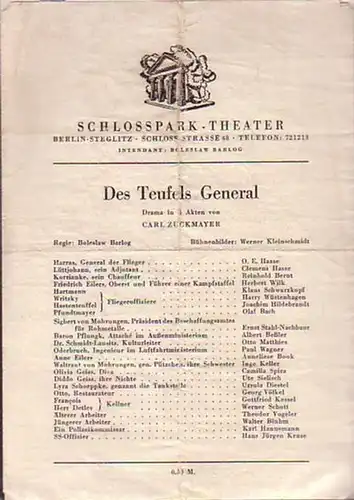 SCHLOSSPARK-THEATER
BERLIN-STEGLITZ · SCHLOSS-STRASSE 48 · TELEFON: 721213
INTENDANT: BOLESLAW BARLOG
Des Teufels General
Drama in 3 Akten von
CARL ZUCKMAYER
Regie: Boleslaw Barlog Bühnenbilder: Werner Kleinschmidt
Harras, General der Flieger O. E. Hasse
Lüttjohann, sein Adjutant Clemens Hasse
Korrianke, sein Chauffeur Reinhold Bernt
Friedrich Eilers, Oberst und Führer einer Kampfstaffel Herbert Wilk
Hartmann Klaus Schwarzkopf
Writzky Harry Wüstenhagen
Hastenteuffel } Fliegeroffiziere Joachim Hildebrandt
Pfundtmayer Olaf Bach
Sigbert von Mohrungen, Präsident des Beschaffungsamtes
für Rohmetalle Ernst Stahl-Nachbaur
Baron Pflungk, Attaché im Außenministerium Albert Beßler
Dr. Schmidt-Lausitz, Kulturleiter Otto Matthies
Oderbruch, Ingenieur im Luftfahrtministerium Paul Wagner
Anne Eilers Anneliese Book
Waltraut von Mohrungen, gen. Pützchen, ihre Schwester Inge Keller
Olivia Geiss, Diva Camilla Spira
Diddo Geiss, ihre Nichte Ute Sielisch
Lyra Schoeppke, genannt die Tankstelle Ursula Diestel
Otto, Restaurateur Georg Völkel
François } Kellner Gottfried Kessel
Herr Detlev Werner Schott
Älterer Arbeiter Theodor Vogeler
Jüngerer Arbeiter Walter Bluhm
Ein Polizeikommissar Karl Hannemann
SS-Offizier Hans Jürgen Kruse
M.